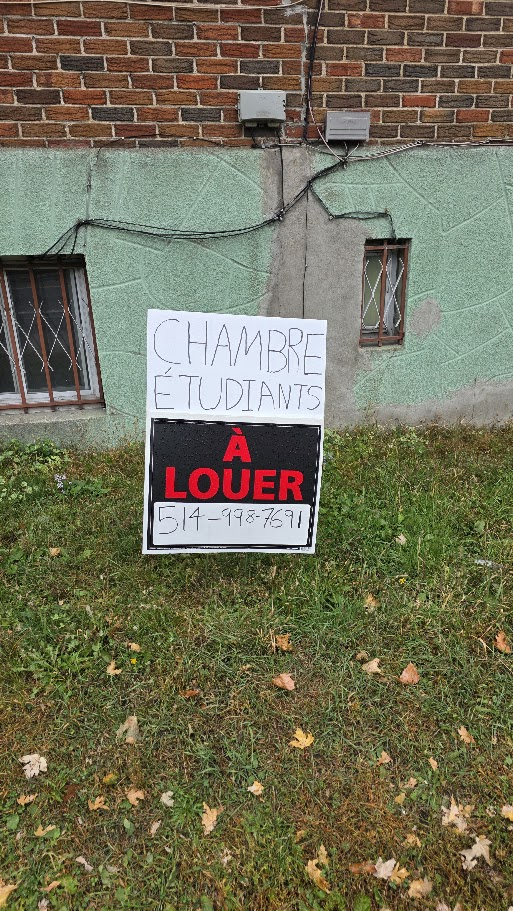 CHAMBRE
ÉTUDIANTS
À
LOUER
514-998-7691